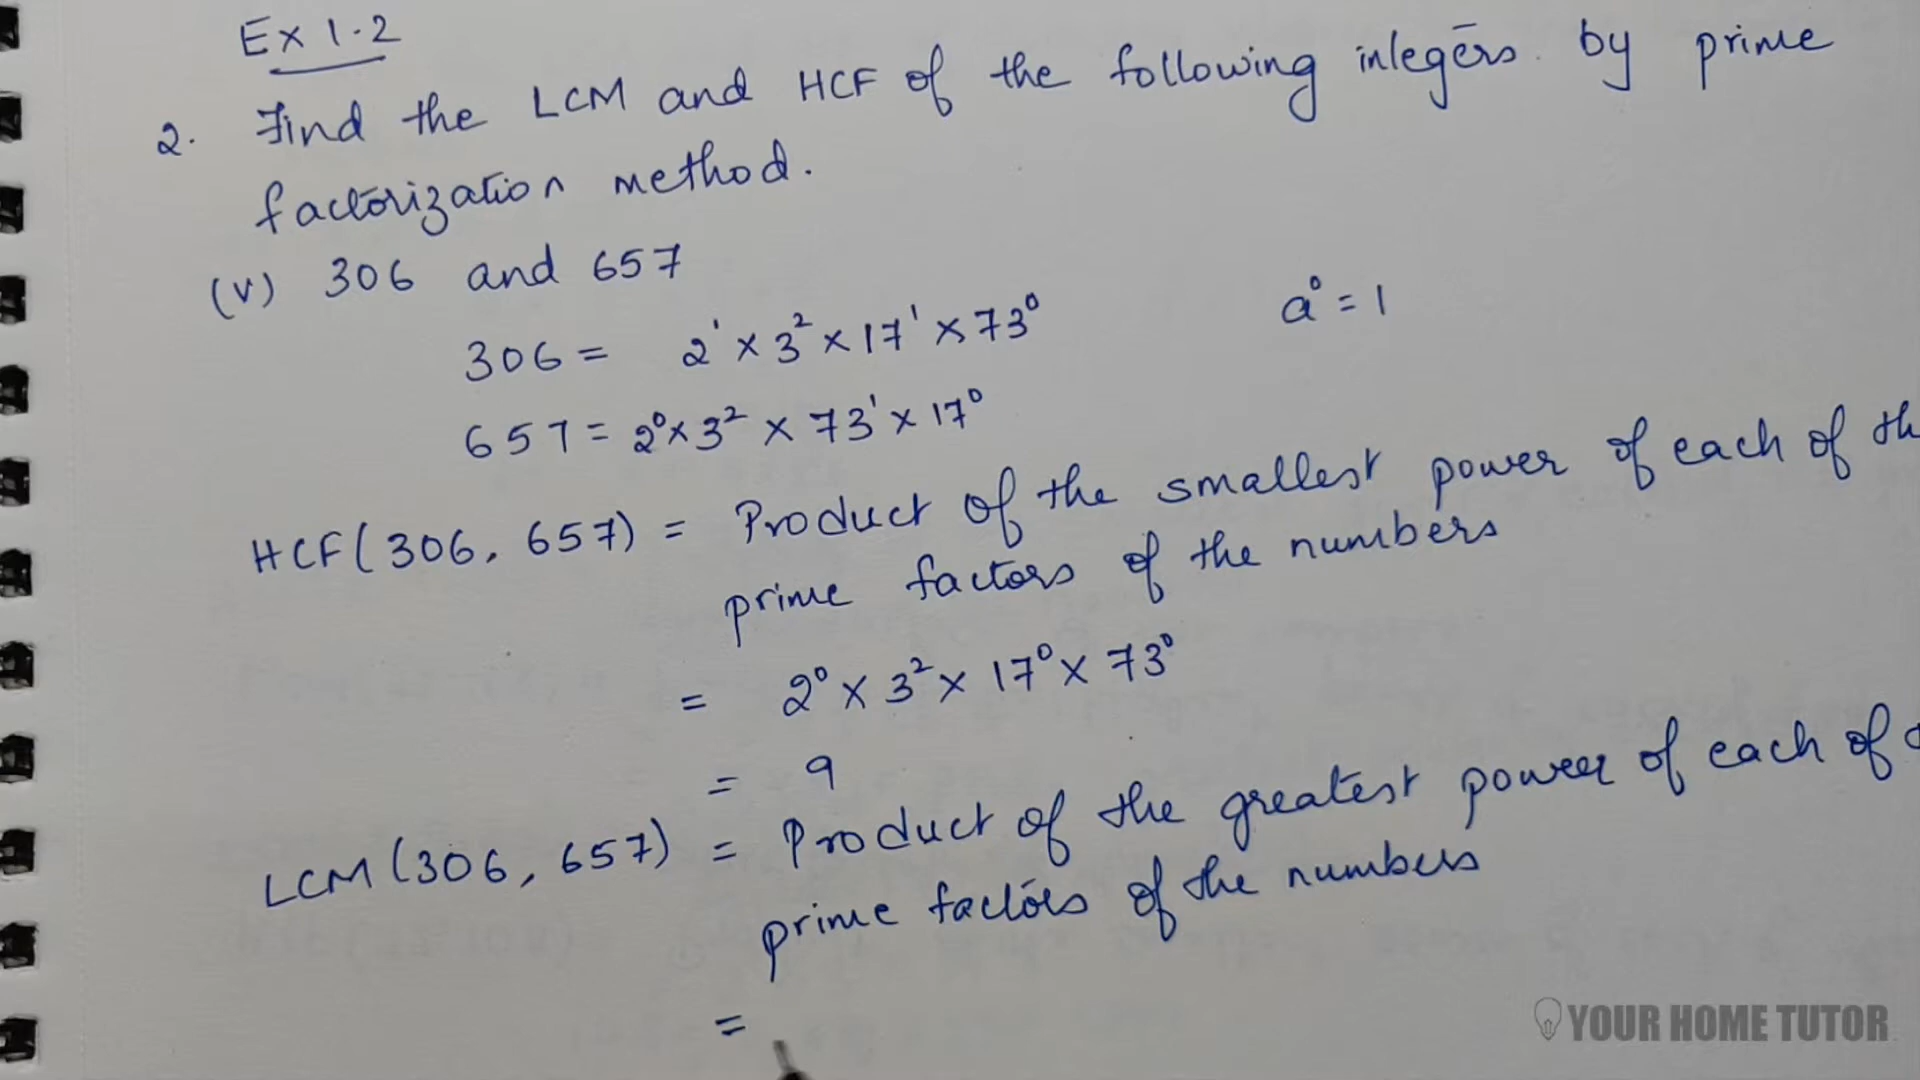 Ex 1.2
2. Find the LCM and HCF of the following integers by prime
factorization method.
(v) 306 and 657
306 = 2¹ × 3² × 17¹ × 73⁰
a⁰ = 1
657 = 2⁰ × 3² × 73¹ × 17⁰
HCF(306, 657) = Product of the smallest power of each of th
prime factors of the numbers
= 2⁰ × 3² × 17⁰ × 73⁰
= 9
LCM(306, 657) = Product of the greatest power of each of
prime factors of the numbers
=
YOUR HOME TUTOR